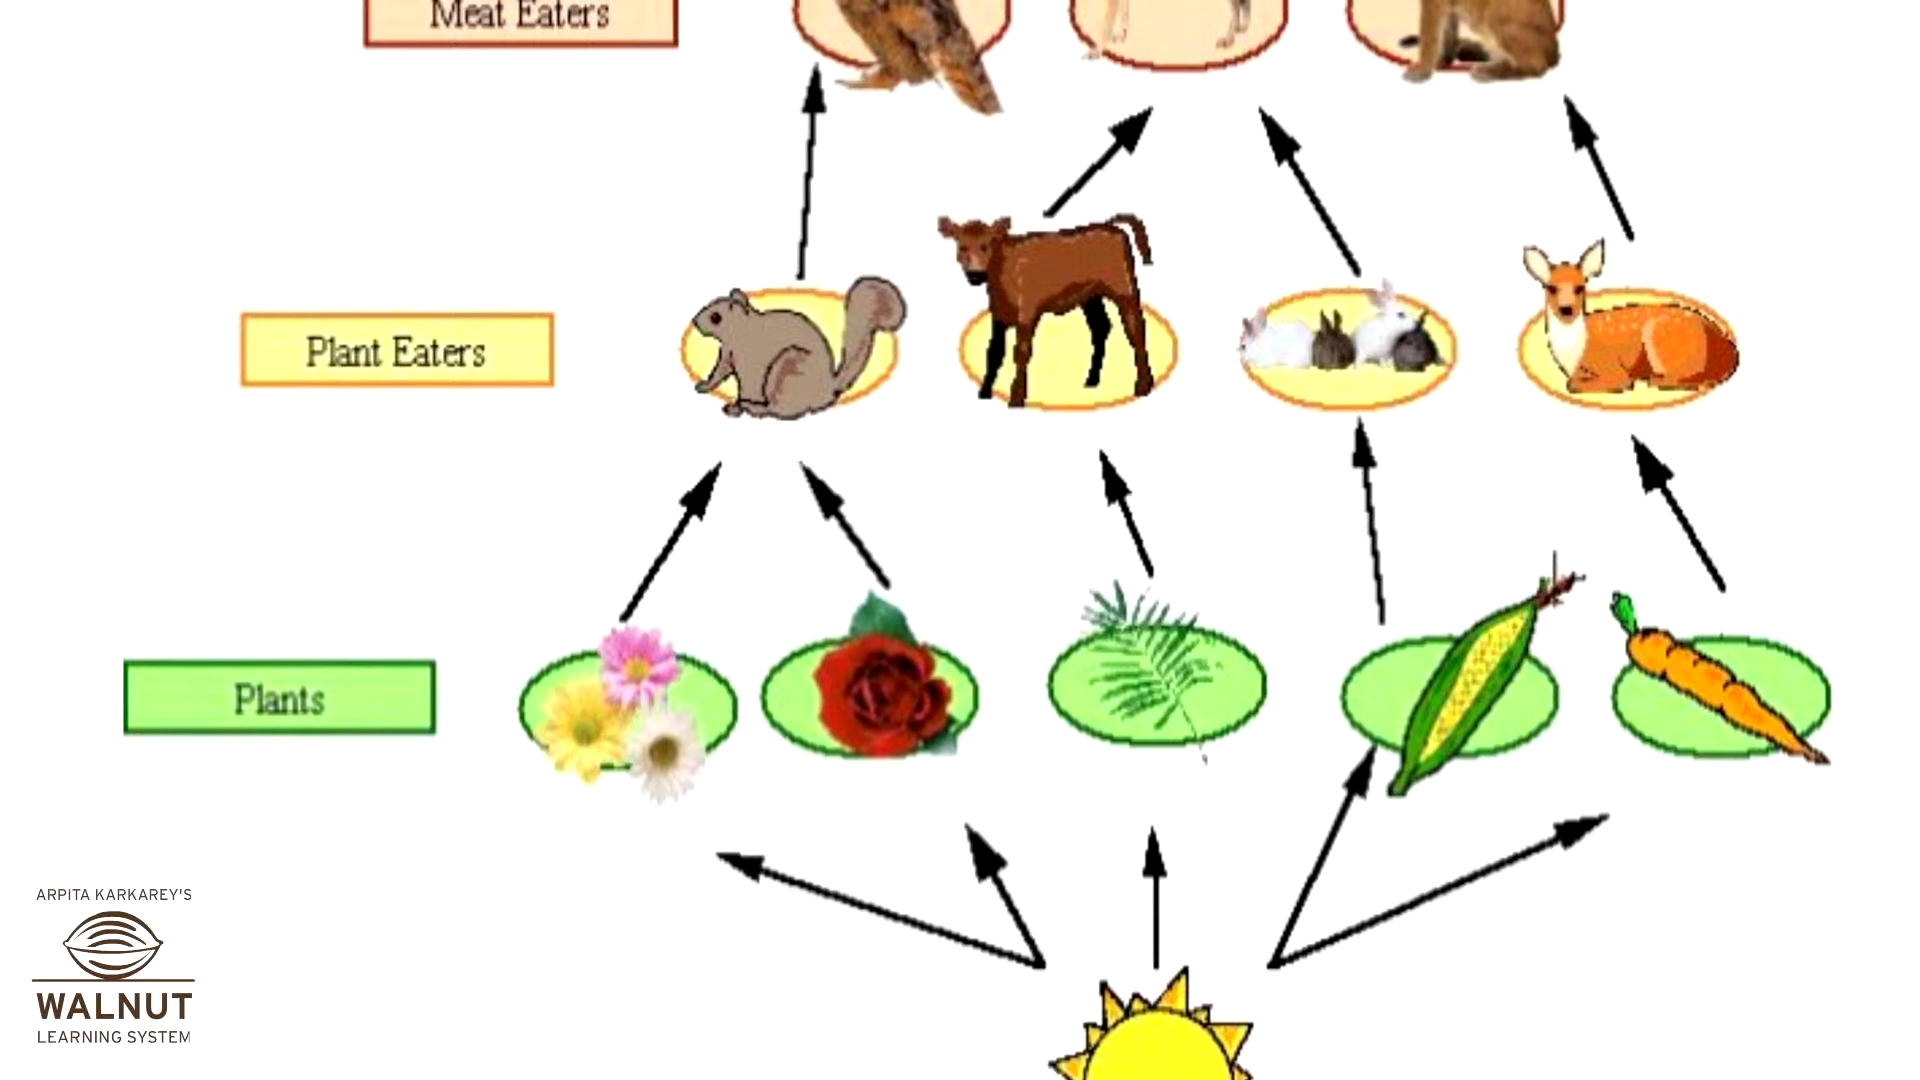 Meat Eaters
Plant Eaters
Plants
ARPITA KARKAREY'S
WALNUT
LEARNING SYSTEM